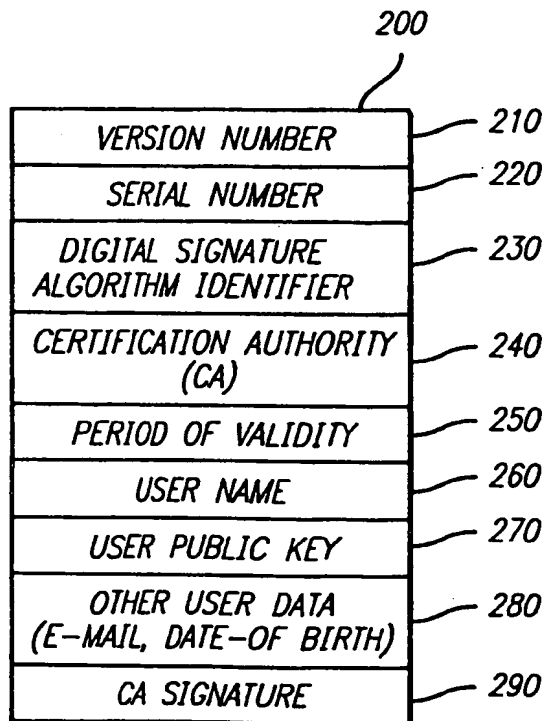 200
VERSION NUMBER 210
SERIAL NUMBER 220
DIGITAL SIGNATURE
ALGORITHM IDENTIFIER 230
CERTIFICATION AUTHORITY
(CA) 240
PERIOD OF VALIDITY 250
USER NAME 260
USER PUBLIC KEY 270
OTHER USER DATA
(E-MAIL, DATE-OF BIRTH) 280
CA SIGNATURE 290